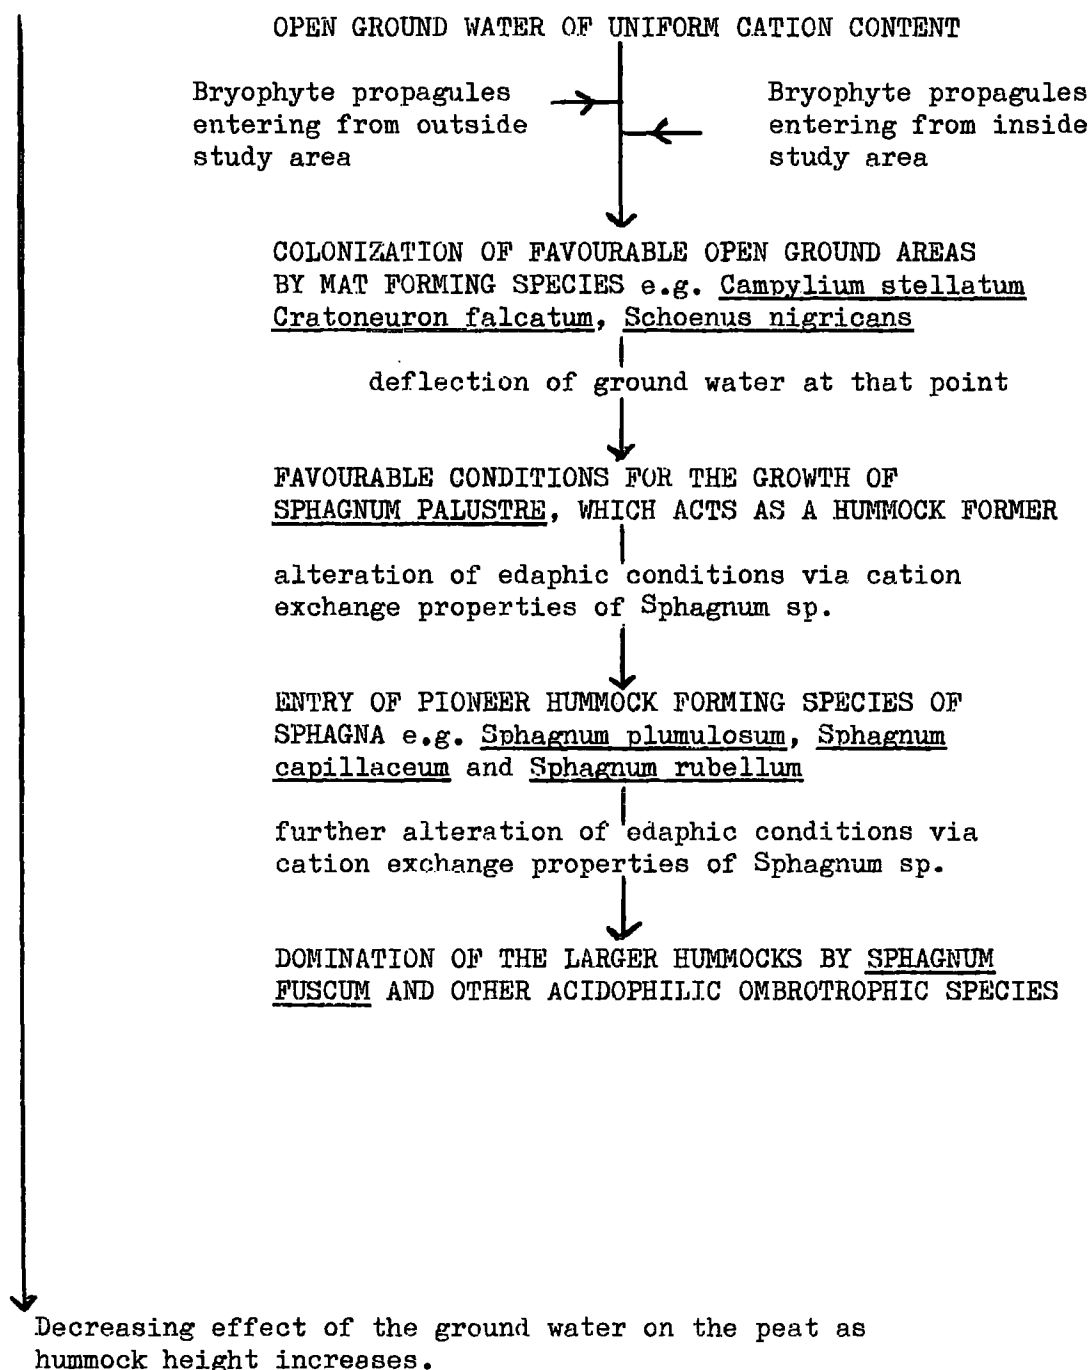 OPEN GROUND WATER OF UNIFORM CATION CONTENT
Bryophyte propagules
entering from outside
study area
Bryophyte propagules
entering from inside
study area
COLONIZATION OF FAVOURABLE OPEN GROUND AREAS
BY MAT FORMING SPECIES e.g. Campylium stellatum
Cratoneuron falcatum, Schoenus nigricans
deflection of ground water at that point
FAVOURABLE CONDITIONS FOR THE GROWTH OF
SPHAGNUM PALUSTRE, WHICH ACTS AS A HUMMOCK FORMER
alteration of edaphic conditions via cation
exchange properties of Sphagnum sp.
ENTRY OF PIONEER HUMMOCK FORMING SPECIES OF
SPHAGNA e.g. Sphagnum plumulosum, Sphagnum
capillaceum and Sphagnum rubellum
further alteration of edaphic conditions via
cation exchange properties of Sphagnum sp.
DOMINATION OF THE LARGER HUMMOCKS BY SPHAGNUM
FUSCUM AND OTHER ACIDOPHILIC OMBROTROPHIC SPECIES
Decreasing effect of the ground water on the peat as
hummock height increases.